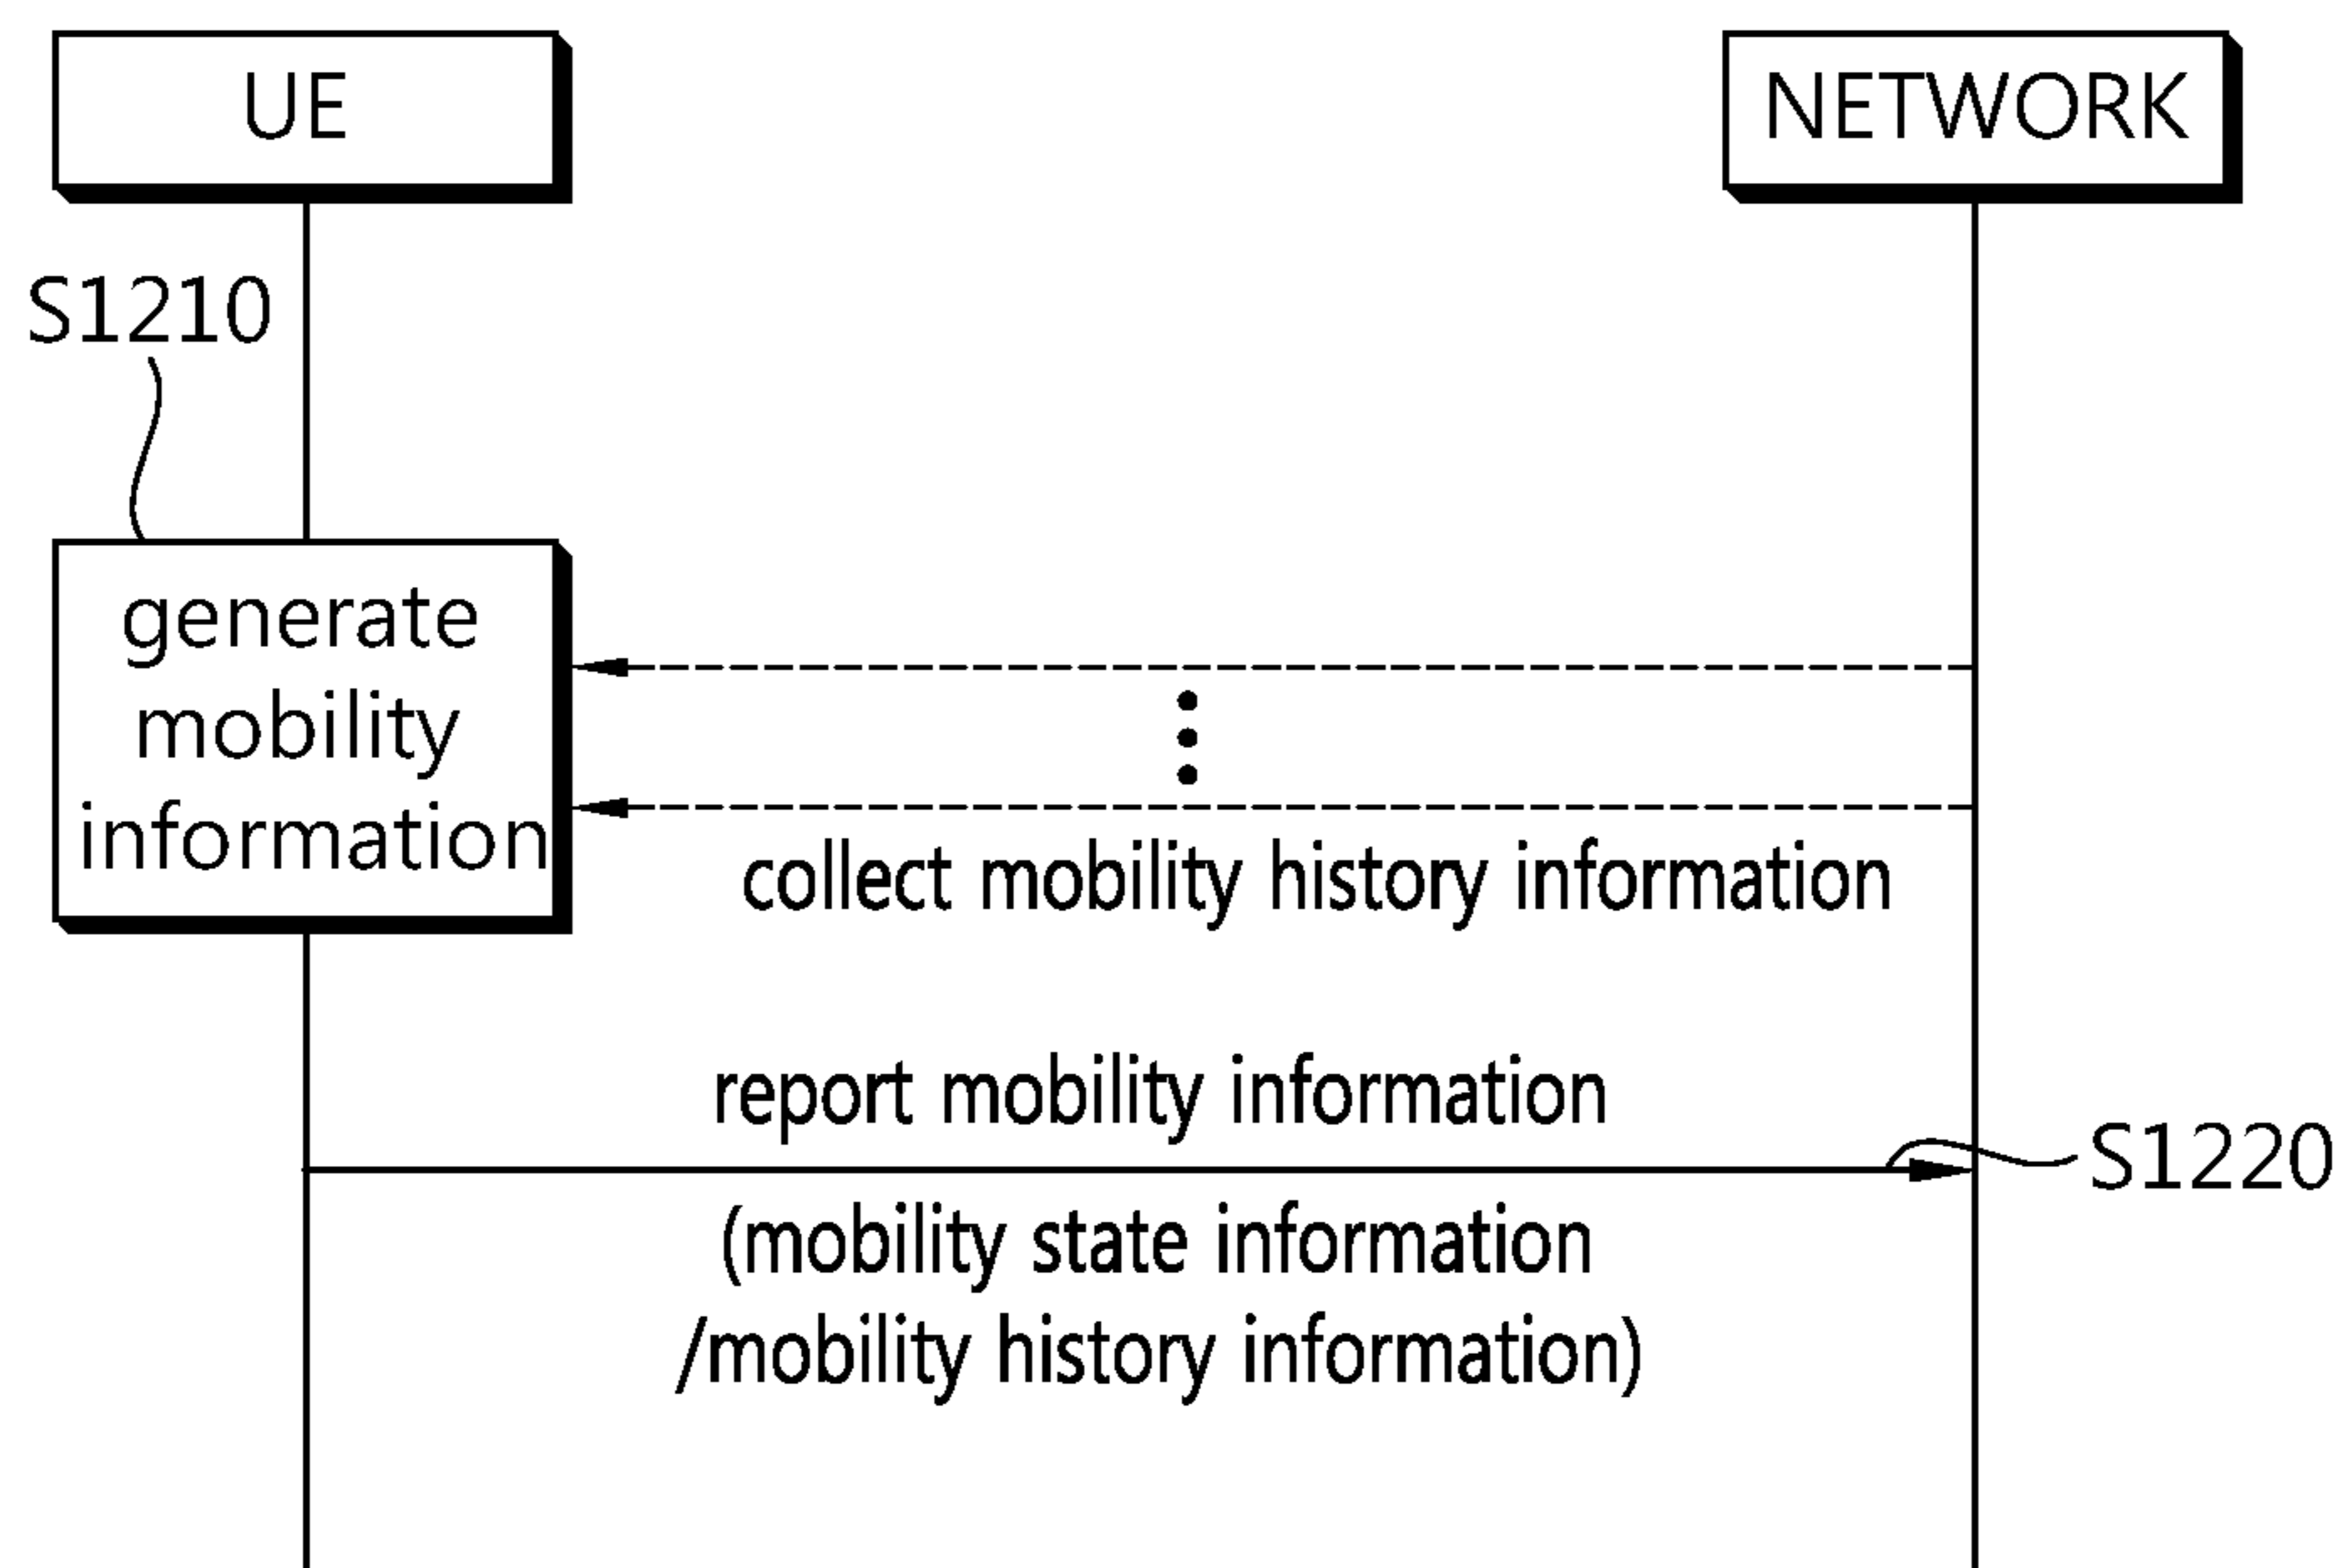 UE
NETWORK
S1210
generate
mobility
information
collect mobility history information
report mobility information
S1220
(mobility state information
/mobility history information)